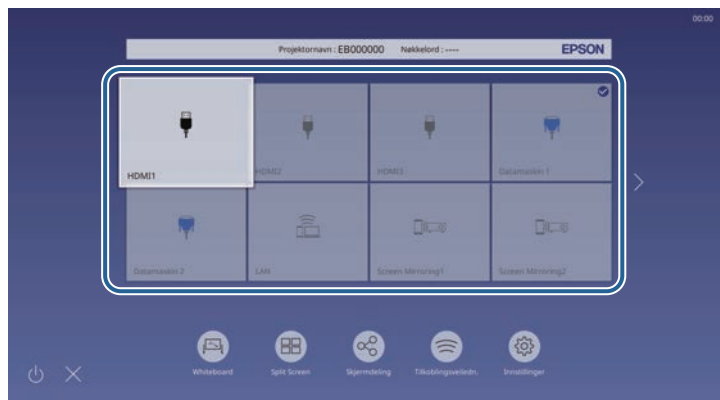 00:00
Projektornavn : EB000000 Nøkkelord : ---- EPSON
HDMI1 HDMI2 HDMI3 Datamaskin 1
Datamaskin 2 LAN Screen Mirroring1 Screen Mirroring2
Whiteboard Split Screen Skjermdeling Tilkoblingsveiledn. Innstillinger